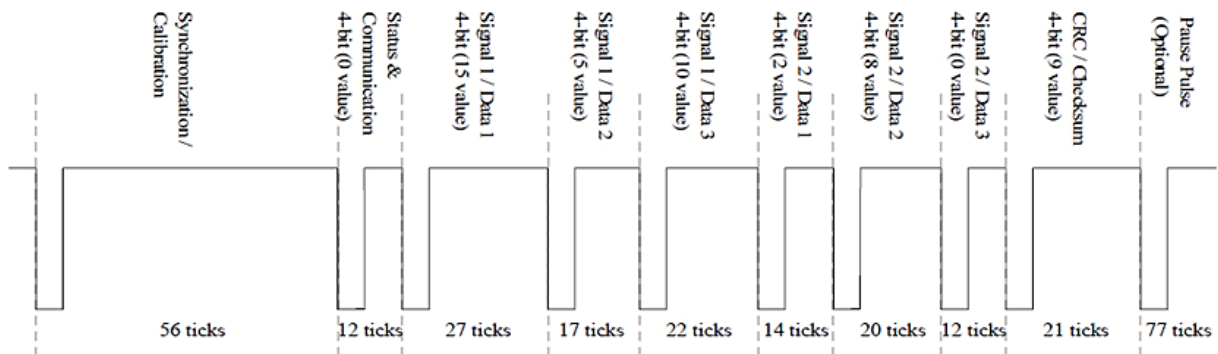 Synchronization /
Calibration
Status &
Communication
4-bit (0 value)
Signal 1 / Data 1
4-bit (15 value)
Signal 1 / Data 2
4-bit (5 value)
Signal 1 / Data 3
4-bit (10 value)
Signal 2 / Data 1
4-bit (2 value)
Signal 2 / Data 2
4-bit (8 value)
Signal 2 / Data 3
4-bit (0 value)
CRC / Checksum
4-bit (9 value)
Pause Pulse
(Optional)
56 ticks
12 ticks
27 ticks
17 ticks
22 ticks
14 ticks
20 ticks
12 ticks
21 ticks
77 ticks